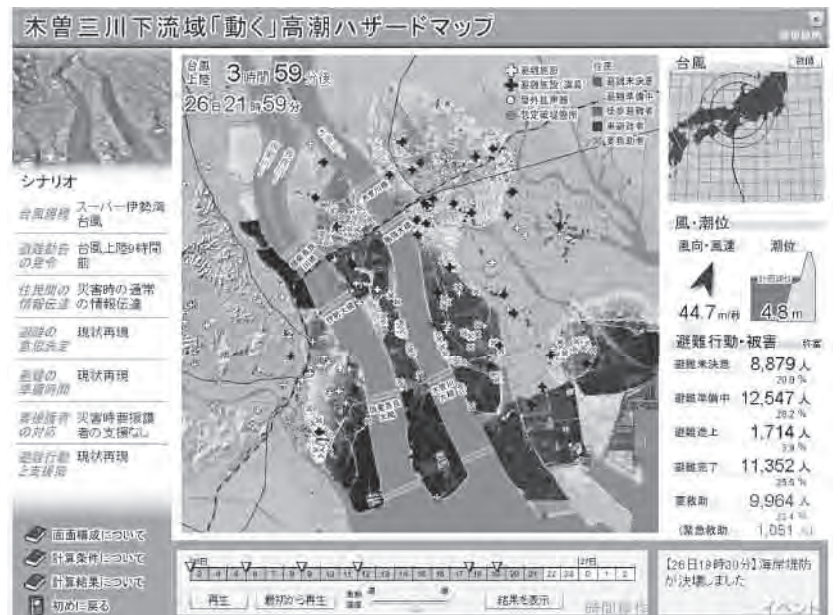 木曽三川下流域「動く」高潮ハザードマップ
台風上陸 3時間59分後
26日21時59分
避難施設
避難施設(満員)
屋外拡声器
住民
避難未決意
避難準備中
要救助者
シナリオ
台風規模
スーパー伊勢湾台風
避難勧告の発令
台風上陸9時間前
住民間の情報伝達
災害時の通常の情報伝達
避難の意思決定
現状再現
避難の準備時間
現状再現
要援護者の対応
災害時要援護者の支援なし
避難行動上支援策
現状再現
画面構成について
計算条件について
計算結果について
初めに戻る
台風
風・潮位
風向・風速
潮位
44.7m/秒
4.8m
避難行動・被害
避難未決意 8,879人
避難準備中 12,547人
28.2 %
避難途上 1,714人
3.9 %
避難完了 11,352人
25.5 %
要救助 9,964人
22.4 %
(緊急救助 1,051人)
再生
最初から再生
結果を表示
時間操作
【26日19時30分】海岸堤防
が決壊しました
イベント